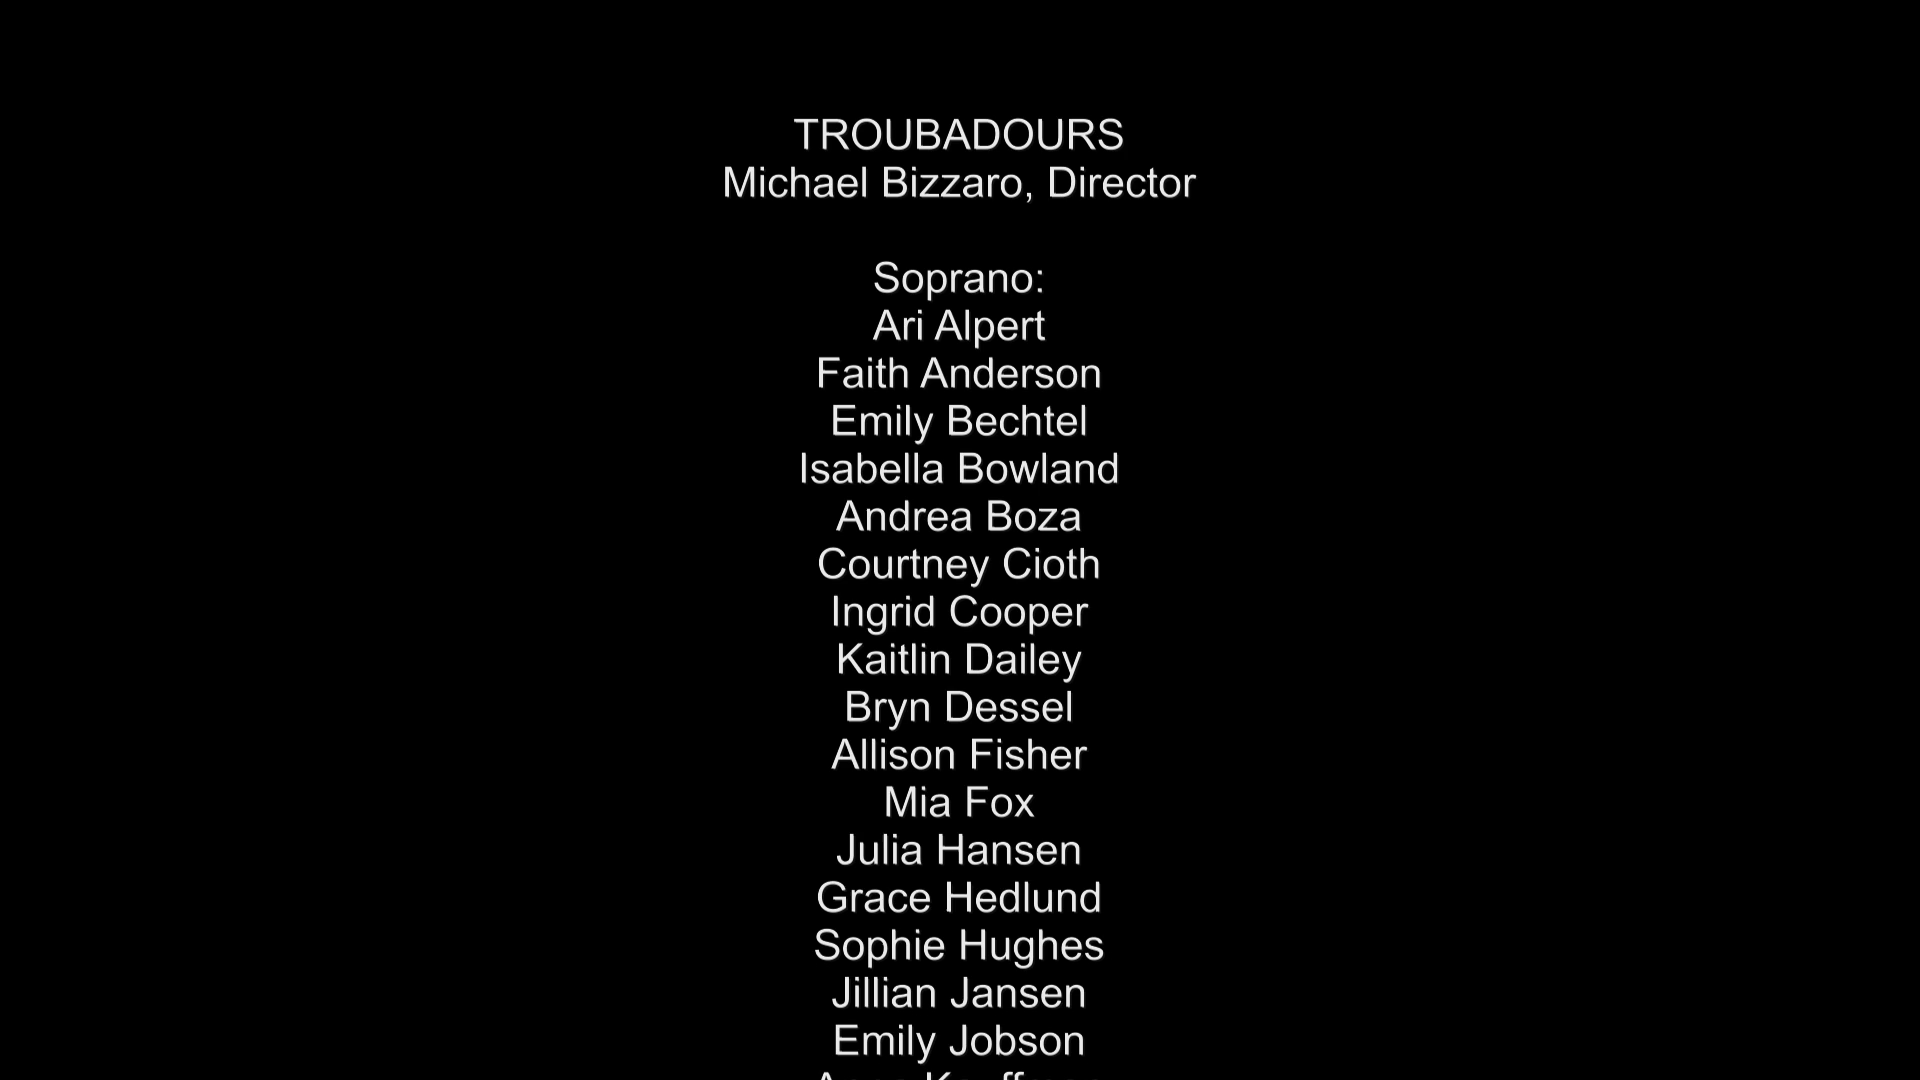 TROUBADOURS
Michael Bizzaro, Director
Soprano:
Ari Alpert
Faith Anderson
Emily Bechtel
Isabella Bowland
Andrea Boza
Courtney Cioth
Ingrid Cooper
Kaitlin Dailey
Bryn Dessel
Allison Fisher
Mia Fox
Julia Hansen
Grace Hedlund
Sophie Hughes
Jillian Jansen
Emily Jobson